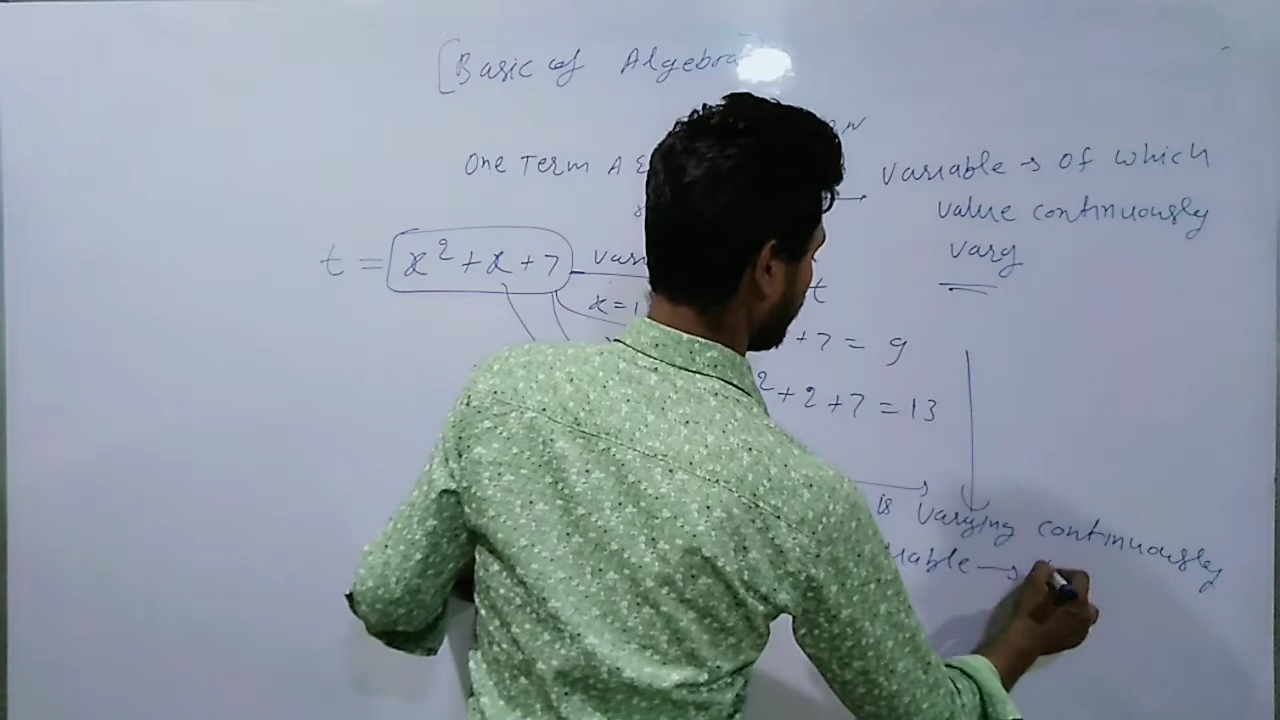 [Basic of Algebra
One Term A
Variable → Of which
value continuously
vary
t = x² + x + 7
x = 1
t
+ 7 = 9
2 + 2 + 7 = 13
is varying continuously